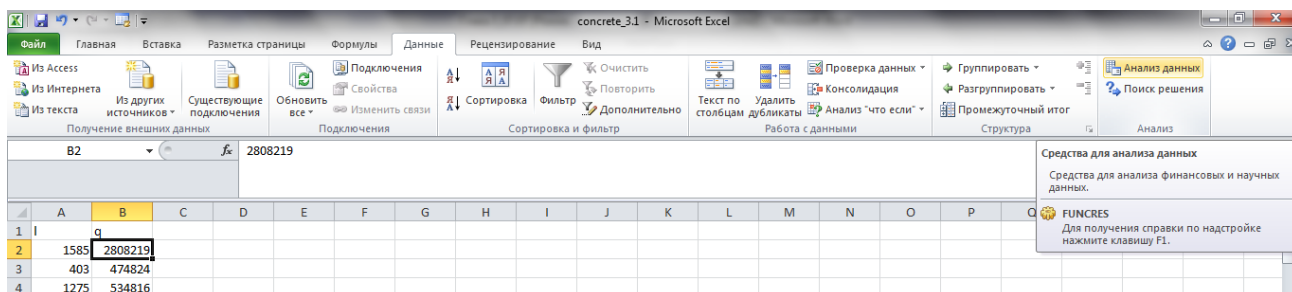 concrete_3.1 - Microsoft Excel
Файл Главная Вставка Разметка страницы Формулы Данные Рецензирование Вид
Из Access
Из Интернета
Из текста
Из других источников
Существующие подключения
Получение внешних данных
Обновить все
Подключения
Свойства
Изменить связи
Подключения
Сортировка
Фильтр
Очистить
Повторить
Дополнительно
Сортировка и фильтр
Текст по столбцам
Удалить дубликаты
Проверка данных
Консолидация
Анализ "что если"
Работа с данными
Группировать
Разгруппировать
Промежуточный итог
Структура
Анализ данных
Поиск решения
Анализ
B2 fx 2808219
Средства для анализа данных
Средства для анализа финансовых и научных
данных.
FUNCRES
Для получения справки по надстройке
нажмите клавишу F1.
A B C D E F G H I J K L M N O P Q
1 l q
2 1585 2808219
3 403 474824
4 1275 534816